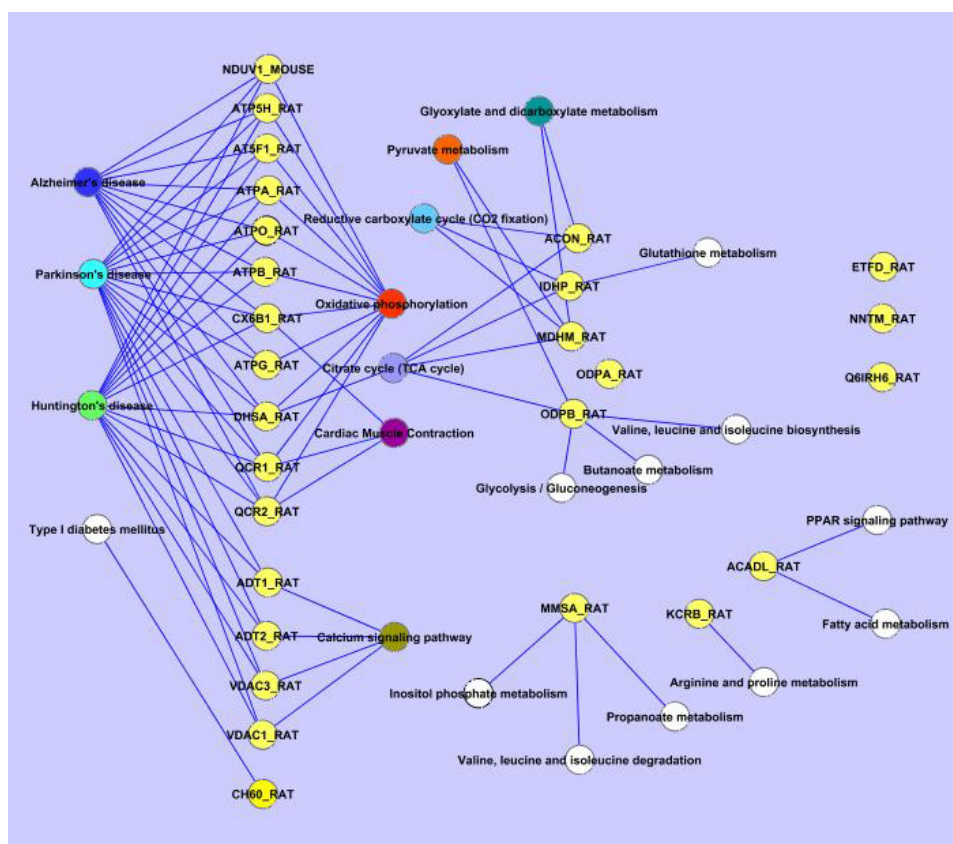 NDUV1_MOUSE
ATP5H_RAT
Glyoxylate and dicarboxylate metabolism
AT5F1_RAT
Pyruvate metabolism
Alzheimer's disease
ATPA_RAT
Reductive carboxylate cycle (CO2 fixation)
ATPO_RAT
ACON_RAT
Glutathione metabolism
Parkinson's disease
ATPB_RAT
ETFD_RAT
IDHP_RAT
Oxidative phosphorylation
CX6B1_RAT
NNTM_RAT
MDHM_RAT
ATPG_RAT
Citrate cycle (TCA cycle)
ODPA_RAT
Q6IRH6_RAT
Huntington's disease
DHSA_RAT
ODPB_RAT
Cardiac Muscle Contraction
Valine, leucine and isoleucine biosynthesis
QCR1_RAT
Butanoate metabolism
Glycolysis / Gluconeogenesis
QCR2_RAT
Type I diabetes mellitus
PPAR signaling pathway
ACADL_RAT
ADT1_RAT
MMSA_RAT
KCRB_RAT
Fatty acid metabolism
ADT2_RAT
Calcium signaling pathway
VDAC3_RAT
Inositol phosphate metabolism
Arginine and proline metabolism
Propanoate metabolism
VDAC1_RAT
Valine, leucine and isoleucine degradation
CH60_RAT